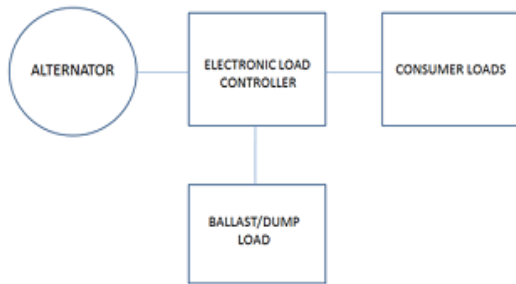 ALTERNATOR
ELECTRONIC LOAD
CONTROLLER
CONSUMER LOADS
BALLAST/DUMP
LOAD